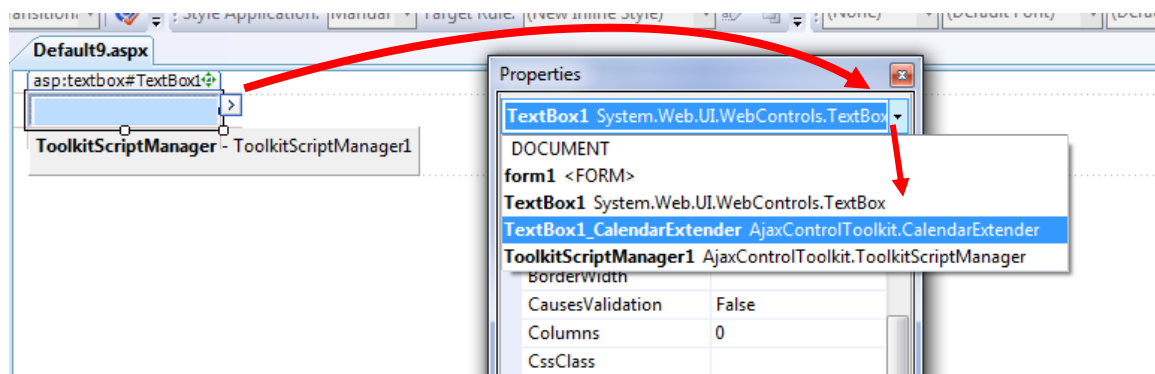 ansition: Style Application: Manual Target Rule: (New Inline Style) (None) (Default Font) (Defa
Default9.aspx
asp:textbox#TextBox1
ToolkitScriptManager - ToolkitScriptManager1
Properties
TextBox1 System.Web.UI.WebControls.TextBox
DOCUMENT
form1 <FORM>
TextBox1 System.Web.UI.WebControls.TextBox
TextBox1_CalendarExtender AjaxControlToolkit.CalendarExtender
ToolkitScriptManager1 AjaxControlToolkit.ToolkitScriptManager
BorderWidth
CausesValidation False
Columns 0
CssClass